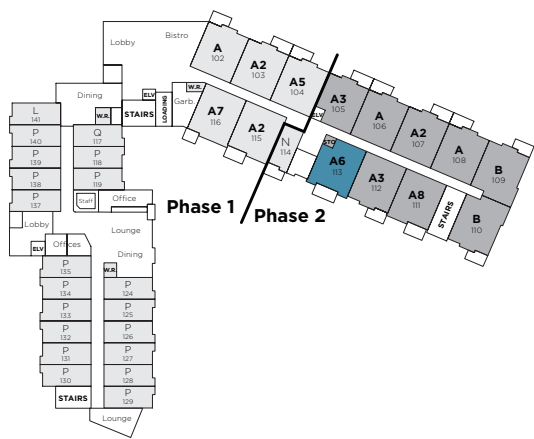 Lobby
Bistro
A
102
A2
103
A5
104
A3
105
A
106
A2
107
A
108
B
109
B
110
A8
111
A3
112
A6
113
STO
N
114
A2
115
A7
116
ELV
STAIRS
Phase 1
Phase 2
W.R.
Garb.
LOADING
STAIRS
ELV
W.R.
Dining
L
141
P
140
P
139
P
138
P
137
Q
117
P
118
P
119
Staff
Office
Lobby
ELV
Offices
Lounge
Dining
W.R.
P
135
P
134
P
133
P
132
P
131
P
130
STAIRS
P
124
P
125
P
126
P
127
P
128
P
129
Lounge